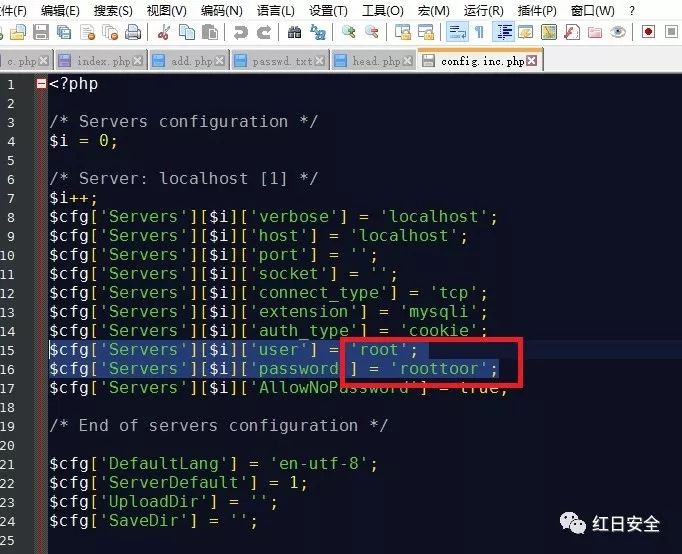 文件(F) 编辑(E) 搜索(S) 视图(V) 编码(N) 语言(L) 设置(T) 工具(O) 宏(M) 运行(R) 插件(P) 窗口(W) ?
c.php index.php add.php passwd.txt head.php config.inc.php
1 <?php
2
3 /* Servers configuration */
4 $i = 0;
5
6 /* Server: localhost [1] */
7 $i++;
8 $cfg['Servers'][$i]['verbose'] = 'localhost';
9 $cfg['Servers'][$i]['host'] = 'localhost';
10 $cfg['Servers'][$i]['port'] = '';
11 $cfg['Servers'][$i]['socket'] = '';
12 $cfg['Servers'][$i]['connect_type'] = 'tcp';
13 $cfg['Servers'][$i]['extension'] = 'mysqli';
14 $cfg['Servers'][$i]['auth_type'] = 'cookie';
15 $cfg['Servers'][$i]['user'] = 'root';
16 $cfg['Servers'][$i]['password'] = 'roottoor';
17 $cfg['Servers'][$i]['AllowNoPassword'] = true;
18
19 /* End of servers configuration */
20
21 $cfg['DefaultLang'] = 'en-utf-8';
22 $cfg['ServerDefault'] = 1;
23 $cfg['UploadDir'] = '';
24 $cfg['SaveDir'] = '';
25
红日安全